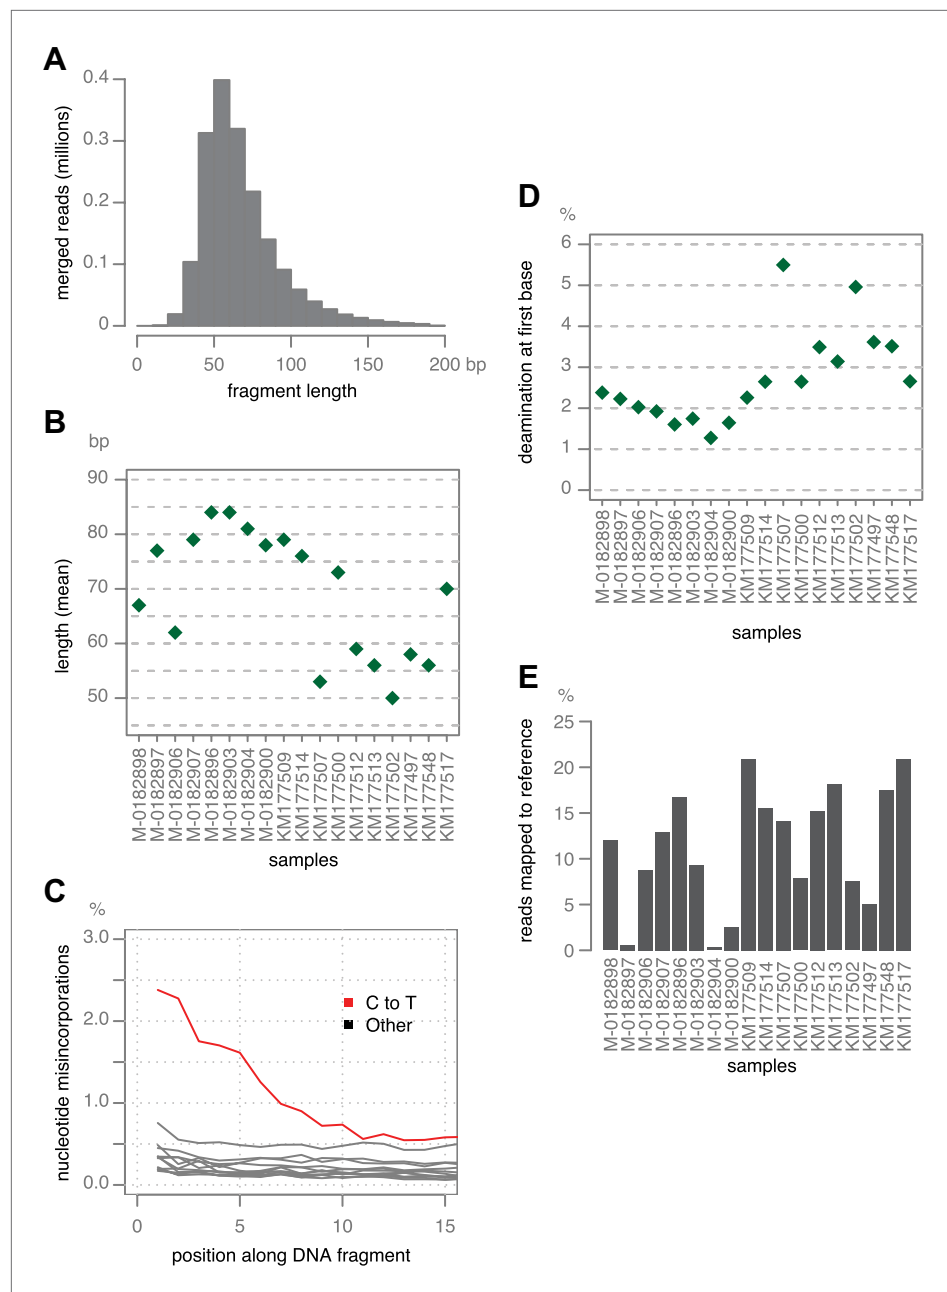 A
merged reads (millions)
0.4
0.3
0.2
0.1
0
0 50 100 150 200 bp
fragment length
B
bp
length (mean)
90
80
70
60
50
M-0182898
M-0182897
M-0182906
M-0182907
M-0182896
M-0182903
M-0182904
M-0182900
KM177509
KM177514
KM177507
KM177500
KM177512
KM177513
KM177502
KM177497
KM177548
KM177517
samples
C
%
nucleotide misincorporations
3.0
2.0
1.0
0.0
C to T
Other
0 5 10 15
position along DNA fragment
D
%
deamination at first base
6
5
4
3
2
1
0
M-0182898
M-0182897
M-0182906
M-0182907
M-0182896
M-0182903
M-0182904
M-0182900
KM177509
KM177514
KM177507
KM177500
KM177512
KM177513
KM177502
KM177497
KM177548
KM177517
samples
E
%
reads mapped to reference
25
20
15
10
5
0
M-0182898
M-0182897
M-0182906
M-0182907
M-0182896
M-0182903
M-0182904
M-0182900
KM177509
KM177514
KM177507
KM177500
KM177512
KM177513
KM177502
KM177497
KM177548
KM177517
samples